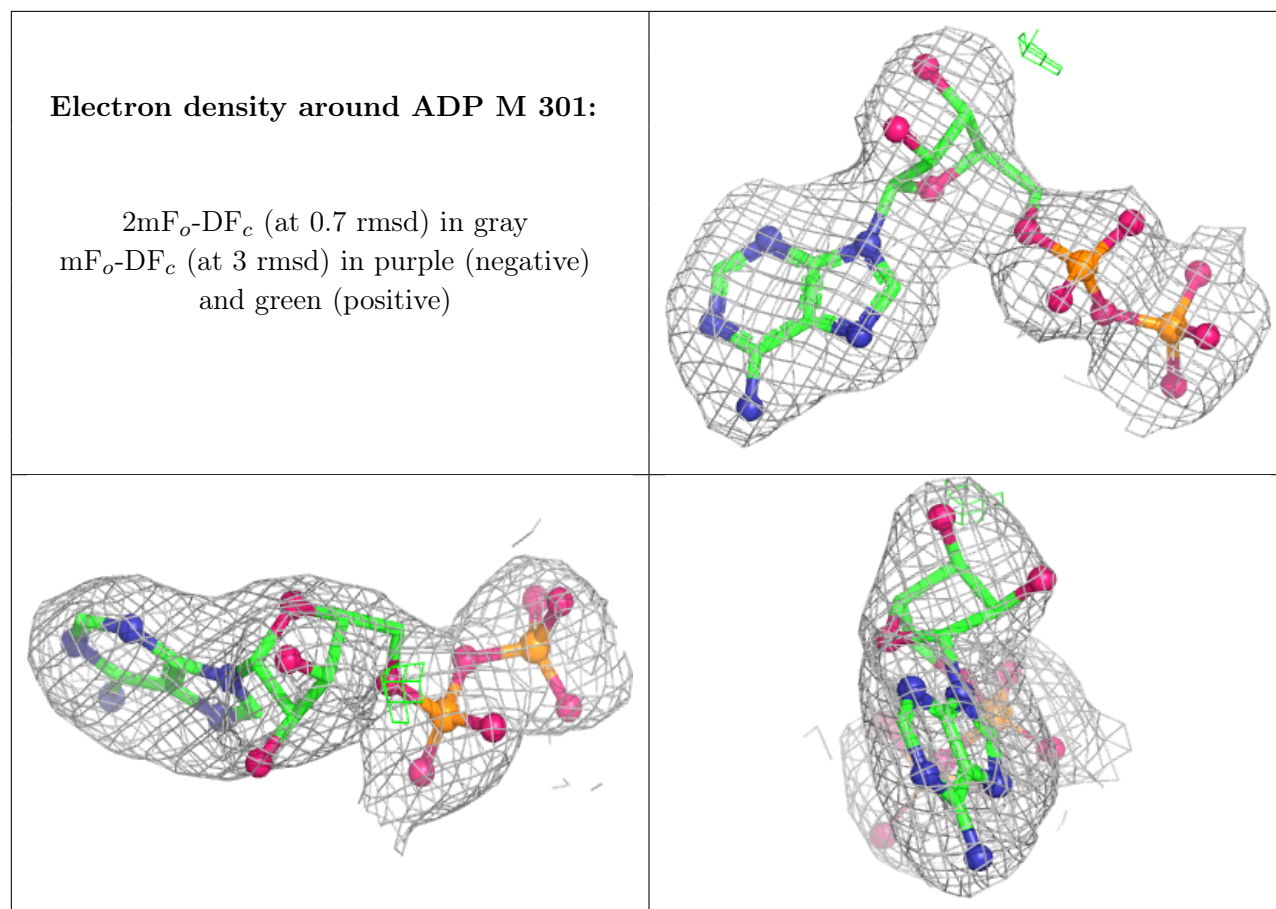 Electron density around ADP M 301:
2mFₒ-DF𝒸 (at 0.7 rmsd) in gray
mFₒ-DF𝒸 (at 3 rmsd) in purple (negative)
and green (positive)